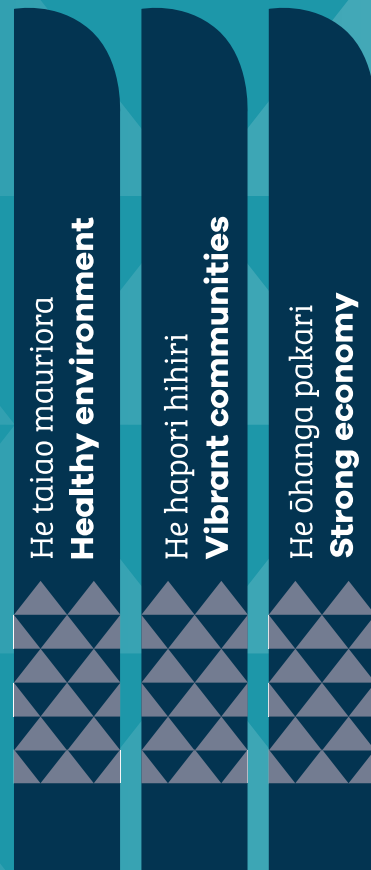 He taiao mauriora
Healthy environment
He hapori hihiri
Vibrant communities
He ōhanga pakari
Strong economy